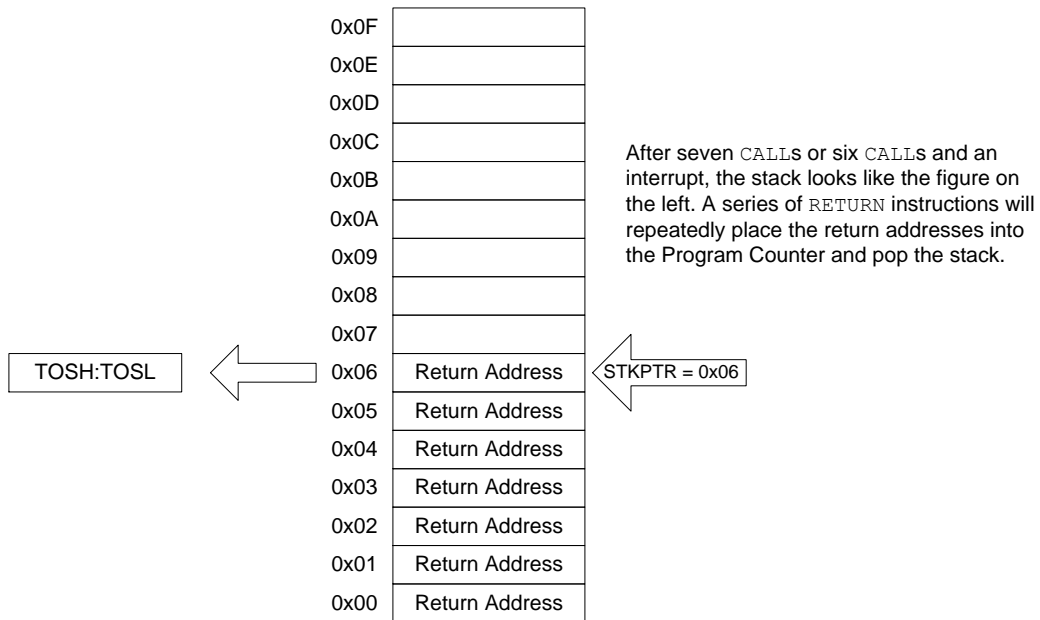 0x0F
0x0E
0x0D
0x0C
0x0B
0x0A
0x09
0x08
0x07
TOSH:TOSL 0x06 Return Address STKPTR = 0x06
0x05 Return Address
0x04 Return Address
0x03 Return Address
0x02 Return Address
0x01 Return Address
0x00 Return Address
After seven CALLs or six CALLs and an
interrupt, the stack looks like the figure on
the left. A series of RETURN instructions will
repeatedly place the return addresses into
the Program Counter and pop the stack.